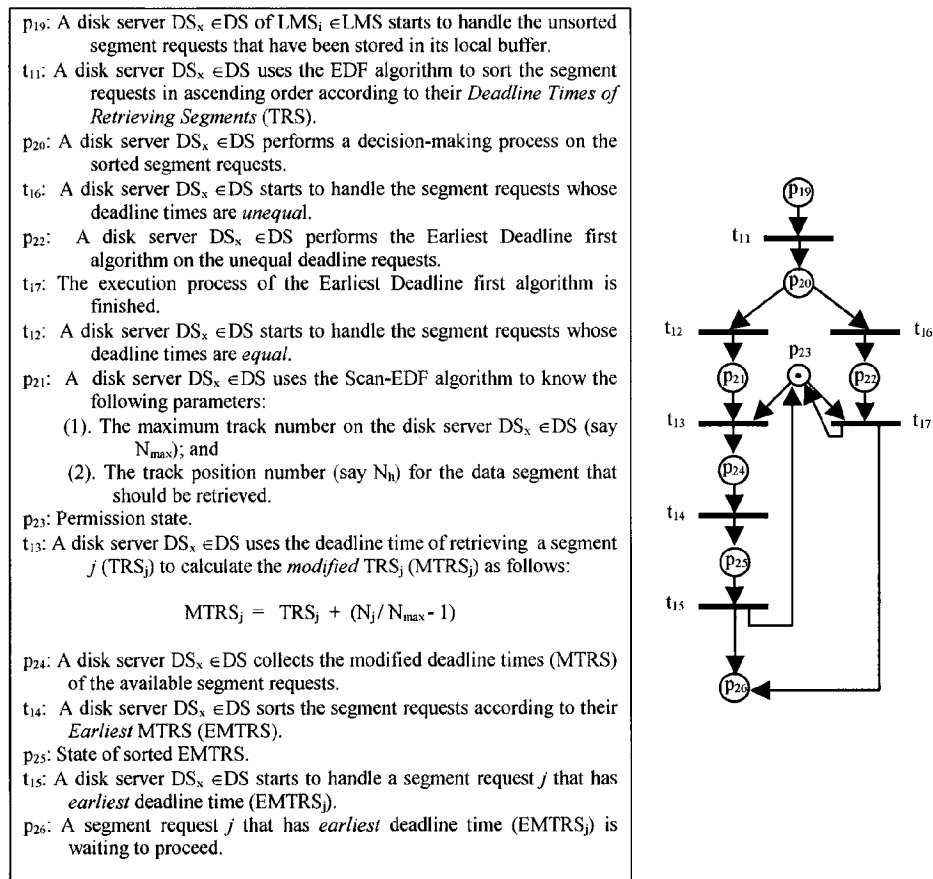 p19: A disk server DSx ∈DS of LMSi ∈LMS starts to handle the unsorted
segment requests that have been stored in its local buffer.
t11: A disk server DSx ∈DS uses the EDF algorithm to sort the segment
requests in ascending order according to their Deadline Times of
Retrieving Segments (TRS).
p20: A disk server DSx ∈DS performs a decision-making process on the
sorted segment requests.
t16: A disk server DSx ∈DS starts to handle the segment requests whose
deadline times are unequal.
p22: A disk server DSx ∈DS performs the Earliest Deadline first
algorithm on the unequal deadline requests.
t17: The execution process of the Earliest Deadline first algorithm is
finished.
t12: A disk server DSx ∈DS starts to handle the segment requests whose
deadline times are equal.
p21: A disk server DSx ∈DS uses the Scan-EDF algorithm to know the
following parameters:
(1). The maximum track number on the disk server DSx ∈DS (say
Nmax); and
(2). The track position number (say Nh) for the data segment that
should be retrieved.
p23: Permission state.
t13: A disk server DSx ∈DS uses the deadline time of retrieving a segment
j (TRSj) to calculate the modified TRSj (MTRSj) as follows:
MTRSj = TRSj + (Nj / Nmax - 1)
p24: A disk server DSx ∈DS collects the modified deadline times (MTRS)
of the available segment requests.
t14: A disk server DSx ∈DS sorts the segment requests according to their
Earliest MTRS (EMTRS).
p25: State of sorted EMTRS.
t15: A disk server DSx ∈DS starts to handle a segment request j that has
earliest deadline time (EMTRSj).
p26: A segment request j that has earliest deadline time (EMTRSj) is
waiting to proceed.
p19
t11
p20
t12
t16
p23
p21
p22
t13
t17
p24
t14
p25
t15
p26